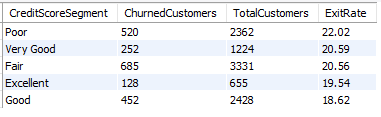 CreditScoreSegment ChurnedCustomers TotalCustomers ExitRate
Poor 520 2362 22.02
Very Good 252 1224 20.59
Fair 685 3331 20.56
Excellent 128 655 19.54
Good 452 2428 18.62